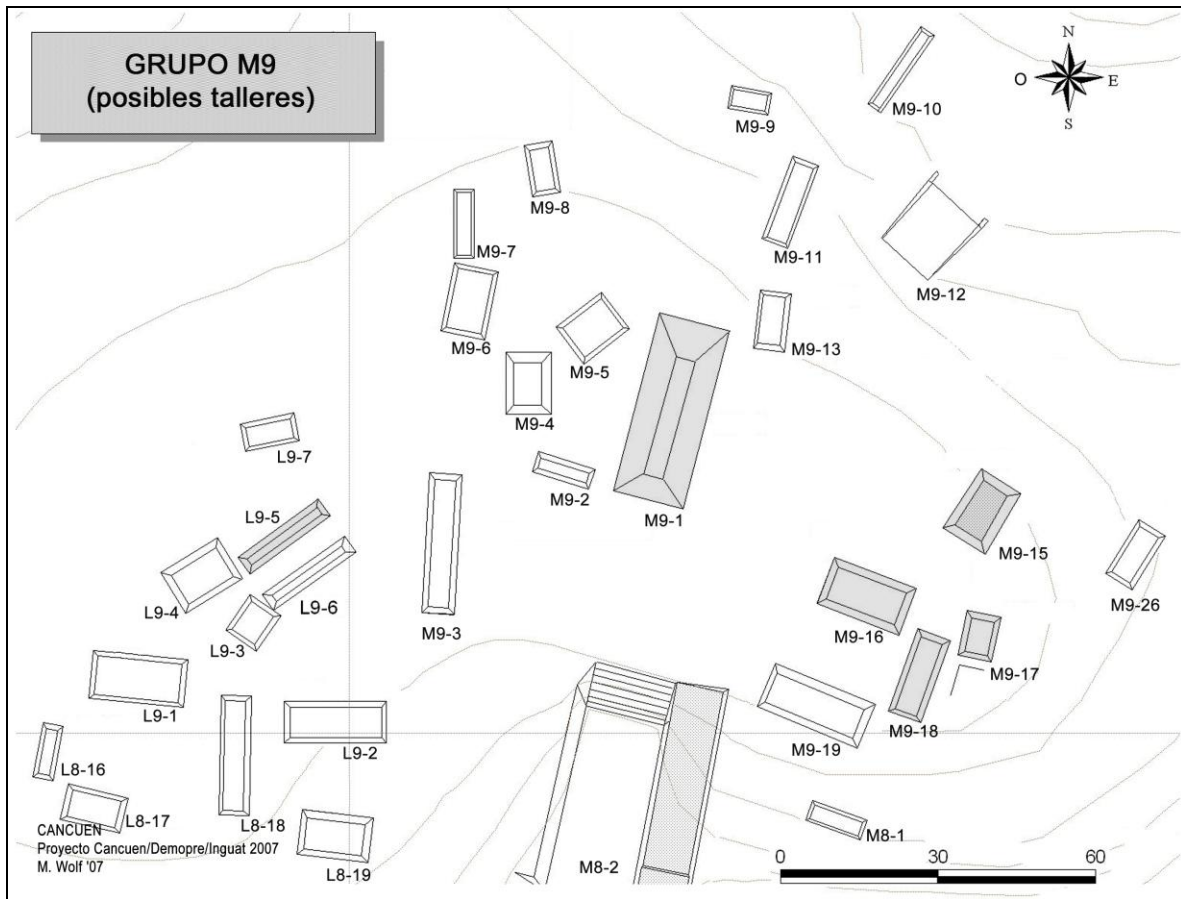 GRUPO M9
(posibles talleres)
N
O
E
S
M9-10
M9-9
M9-8
M9-7
M9-11
M9-12
M9-6
M9-5
M9-13
M9-4
L9-7
M9-2
M9-1
L9-5
M9-15
L9-4
L9-6
M9-26
L9-3
M9-3
M9-16
M9-17
L9-1
L9-2
M9-19
M9-18
L8-16
L8-17
L8-18
L8-19
M8-2
M8-1
CANCUEN
Proyecto Cancuen/Demopre/Inguat 2007
M. Wolf '07
0
30
60